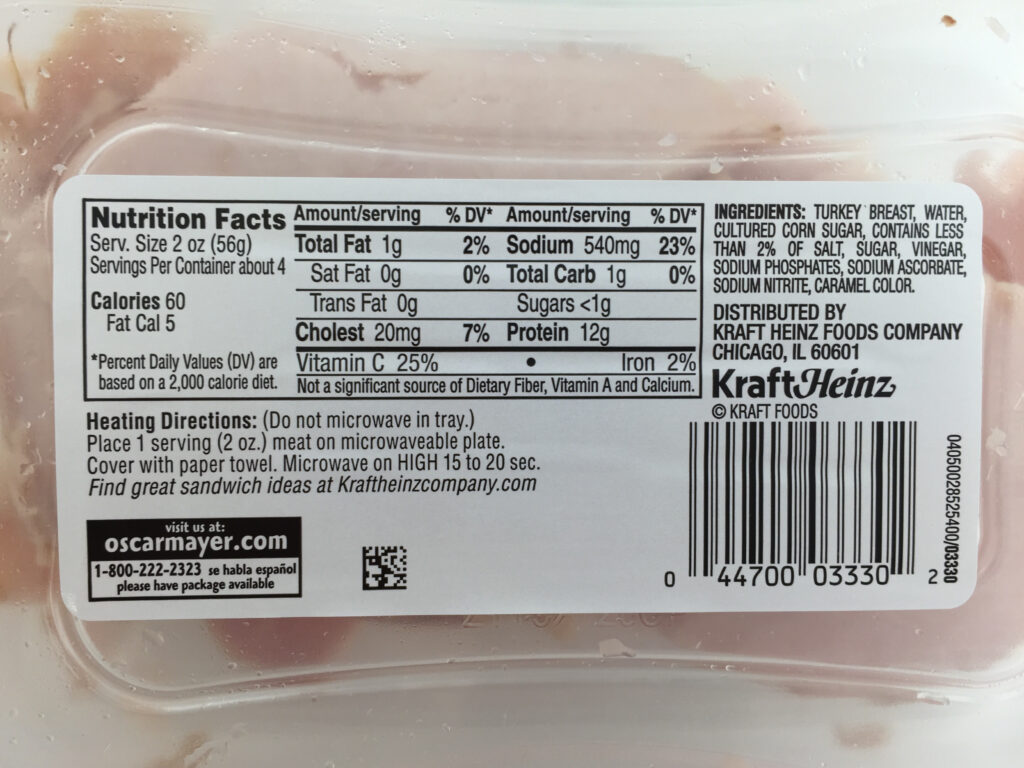 Nutrition Facts
Serv. Size 2 oz (56g)
Servings Per Container about 4
Calories 60
Fat Cal 5
*Percent Daily Values (DV) are
based on a 2,000 calorie diet.
Amount/serving % DV* Amount/serving % DV*
Total Fat 1g 2% Sodium 540mg 23%
Sat Fat 0g 0% Total Carb 1g 0%
Trans Fat 0g Sugars <1g
Cholest 20mg 7% Protein 12g
Vitamin C 25% • Iron 2%
Not a significant source of Dietary Fiber, Vitamin A and Calcium.
INGREDIENTS: TURKEY BREAST, WATER,
CULTURED CORN SUGAR, CONTAINS LESS
THAN 2% OF SALT, SUGAR, VINEGAR,
SODIUM PHOSPHATES, SODIUM ASCORBATE,
SODIUM NITRITE, CARAMEL COLOR.
DISTRIBUTED BY
KRAFT HEINZ FOODS COMPANY
CHICAGO, IL 60601
KraftHeinz
© KRAFT FOODS
Heating Directions: (Do not microwave in tray.)
Place 1 serving (2 oz.) meat on microwaveable plate.
Cover with paper towel. Microwave on HIGH 15 to 20 sec.
Find great sandwich ideas at Kraftheinzcompany.com
visit us at:
oscarmayer.com
1-800-222-2323 se habla español
please have package available
0 44700 03330 2
04050028525400/03330